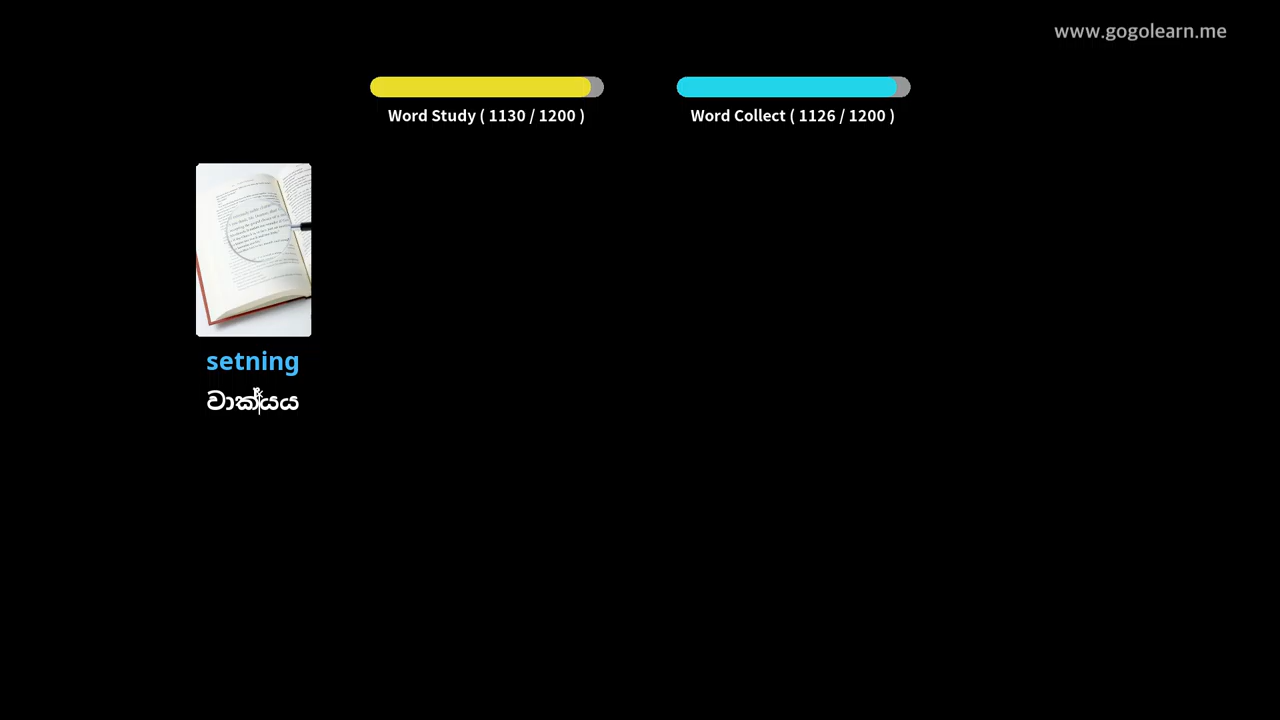 www.gogolearn.me
Word Study ( 1130 / 1200 )
Word Collect ( 1126 / 1200 )
setning
වාක්‍යය